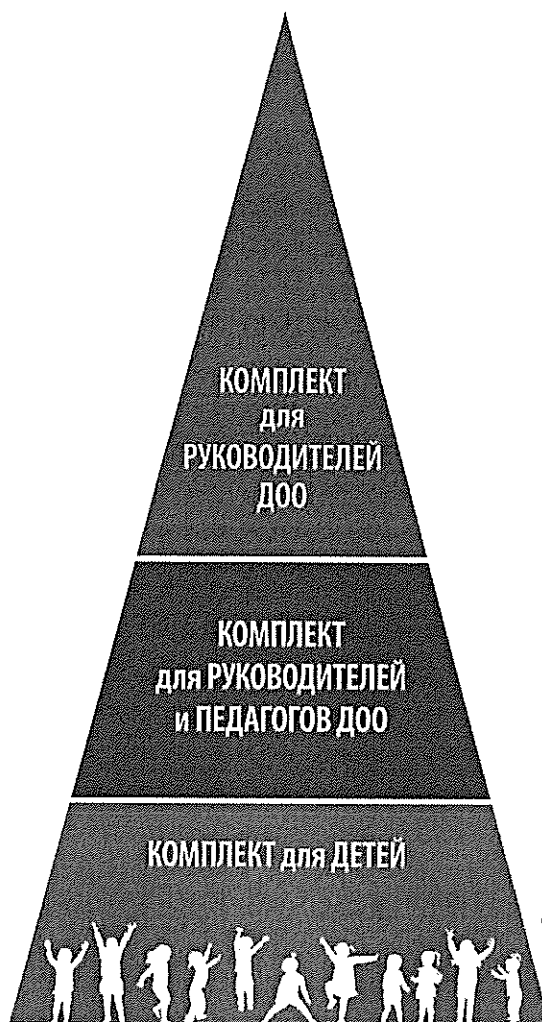 КОМПЛЕКТ
для
РУКОВОДИТЕЛЕЙ
ДОО
КОМПЛЕКТ
для РУКОВОДИТЕЛЕЙ
и ПЕДАГОГОВ ДОО
КОМПЛЕКТ для ДЕТЕЙ